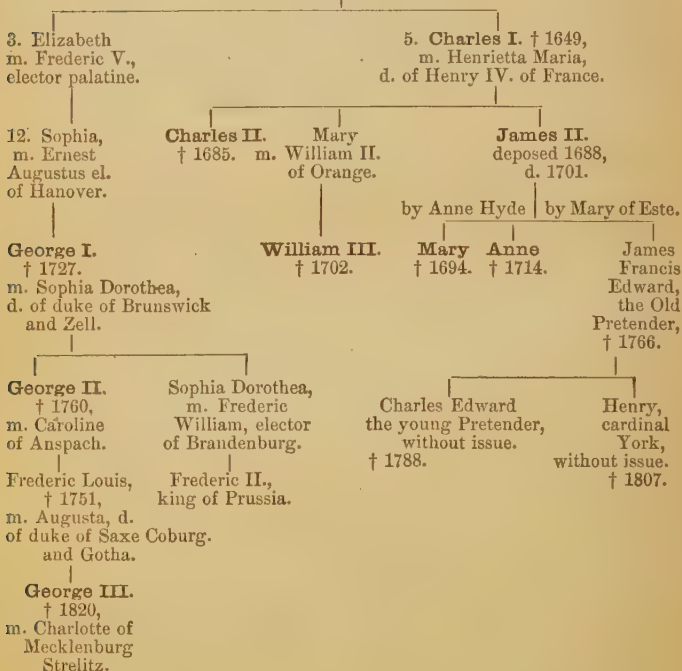 3. Elizabeth
m. Frederic V.,
elector palatine.
5. Charles I. † 1649,
m. Henrietta Maria,
d. of Henry IV. of France.
12. Sophia,
m. Ernest
Augustus el.
of Hanover.
Charles II.
† 1685.
Mary
m. William II.
of Orange.
James II.
deposed 1688,
d. 1701.
by Anne Hyde
by Mary of Este.
George I.
† 1727.
m. Sophia Dorothea,
d. of duke of Brunswick
and Zell.
William III.
† 1702.
Mary
† 1694.
Anne
† 1714.
James
Francis
Edward,
the Old
Pretender,
† 1766.
George II.
† 1760,
m. Caroline
of Anspach.
Sophia Dorothea,
m. Frederic
William, elector
of Brandenburg.
Charles Edward
the young Pretender,
without issue.
† 1788.
Henry,
cardinal
York,
without issue.
† 1807.
Frederic Louis,
† 1751,
m. Augusta, d.
of duke of Saxe Coburg.
and Gotha.
Frederic II.,
king of Prussia.
George III.
† 1820,
m. Charlotte of
Mecklenburg
Strelitz.